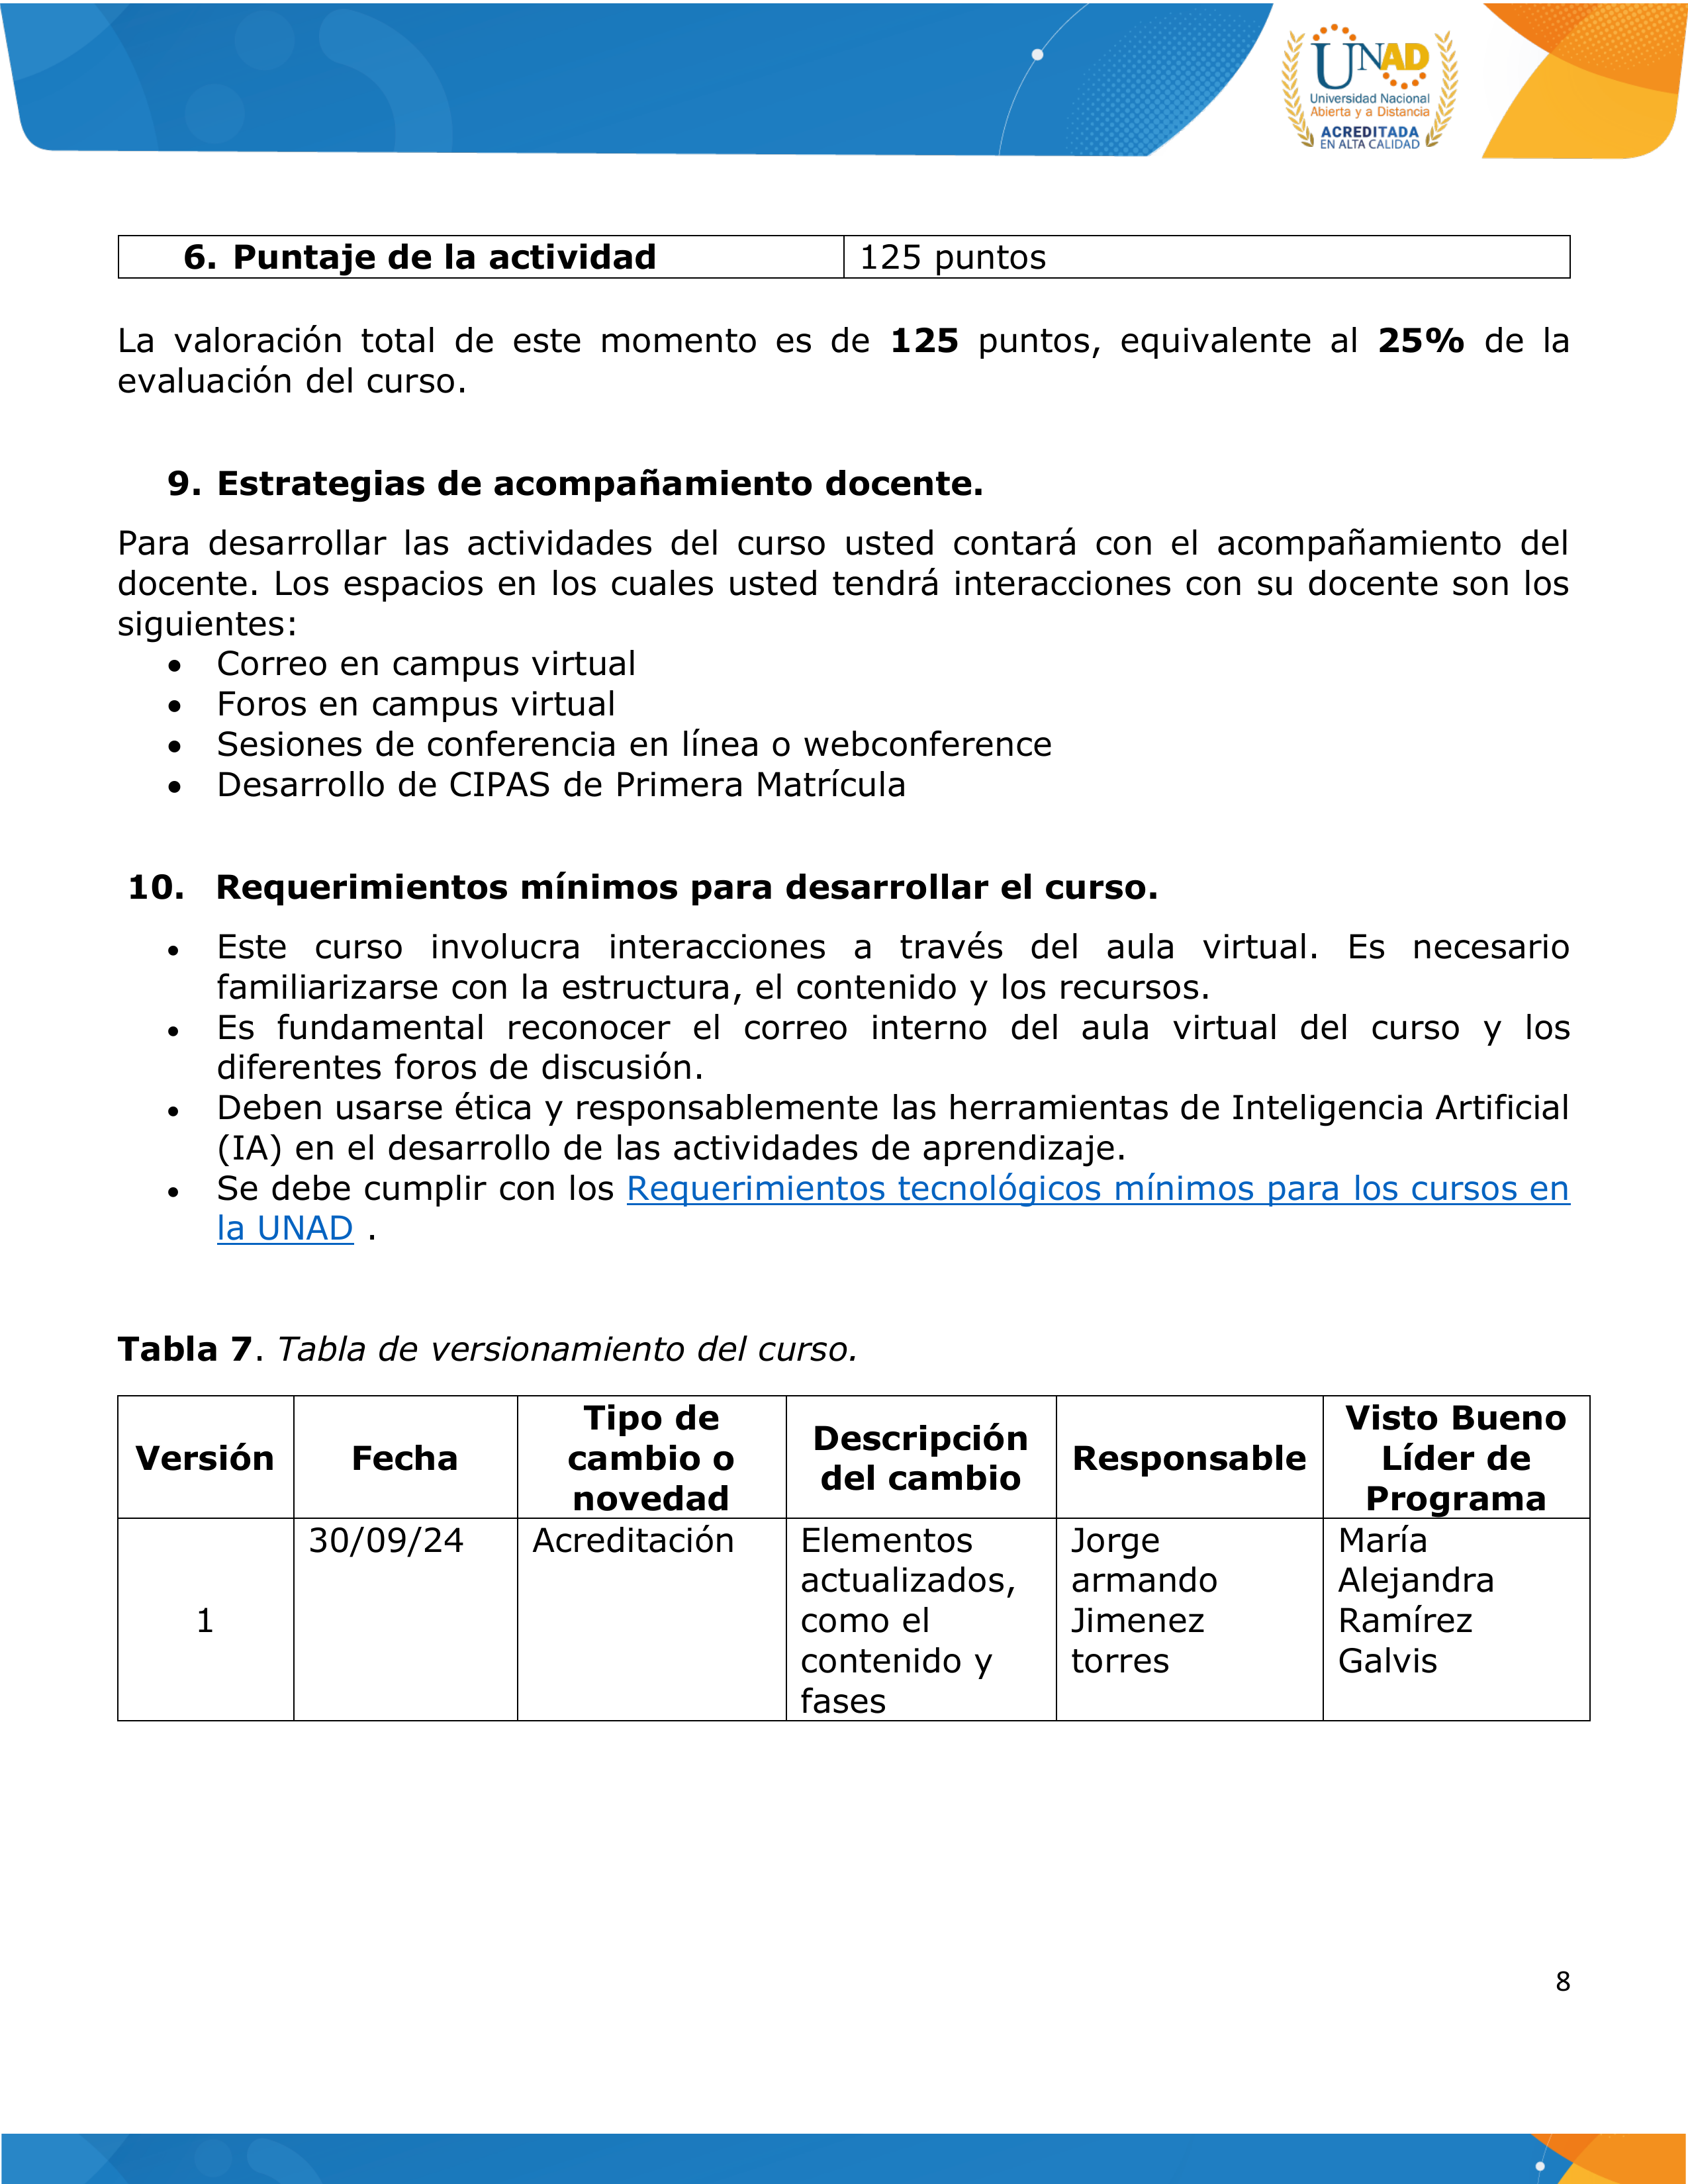 UNAD
Universidad Nacional
Abierta y a Distancia
ACREDITADA
EN ALTA CALIDAD
6. Puntaje de la actividad 125 puntos
La valoración total de este momento es de 125 puntos, equivalente al 25% de la
evaluación del curso.
9. Estrategias de acompañamiento docente.
Para desarrollar las actividades del curso usted contará con el acompañamiento del
docente. Los espacios en los cuales usted tendrá interacciones con su docente son los
siguientes:
• Correo en campus virtual
• Foros en campus virtual
• Sesiones de conferencia en línea o webconference
• Desarrollo de CIPAS de Primera Matrícula
10. Requerimientos mínimos para desarrollar el curso.
• Este curso involucra interacciones a través del aula virtual. Es necesario
familiarizarse con la estructura, el contenido y los recursos.
• Es fundamental reconocer el correo interno del aula virtual del curso y los
diferentes foros de discusión.
• Deben usarse ética y responsablemente las herramientas de Inteligencia Artificial
(IA) en el desarrollo de las actividades de aprendizaje.
• Se debe cumplir con los Requerimientos tecnológicos mínimos para los cursos en
la UNAD .
Tabla 7. Tabla de versionamiento del curso.
Versión
Fecha
Tipo de
cambio o
novedad
Descripción
del cambio
Responsable
Visto Bueno
Líder de
Programa
1
30/09/24
Acreditación
Elementos
actualizados,
como el
contenido y
fases
Jorge
armando
Jimenez
torres
María
Alejandra
Ramírez
Galvis
8